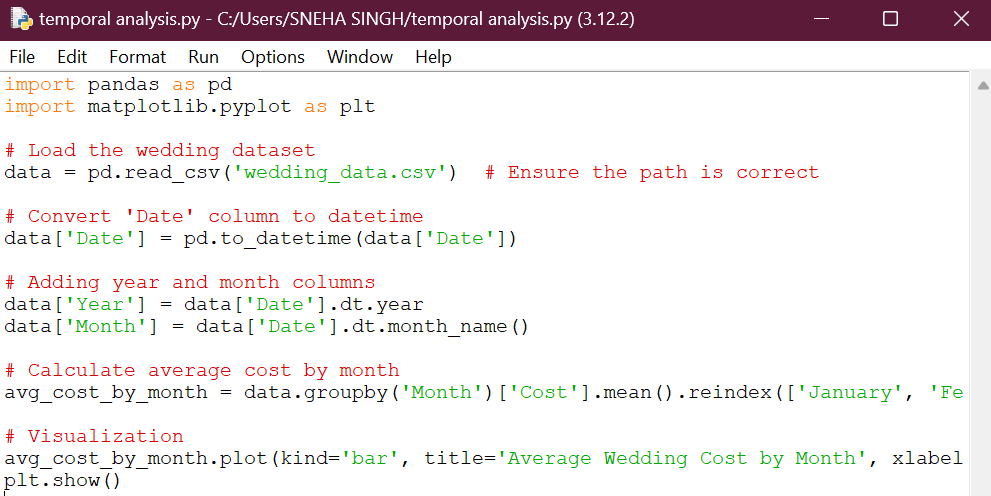 temporal analysis.py - C:/Users/SNEHA SINGH/temporal analysis.py (3.12.2)
File Edit Format Run Options Window Help
import pandas as pd
import matplotlib.pyplot as plt
# Load the wedding dataset
data = pd.read_csv('wedding_data.csv')  # Ensure the path is correct
# Convert 'Date' column to datetime
data['Date'] = pd.to_datetime(data['Date'])
# Adding year and month columns
data['Year'] = data['Date'].dt.year
data['Month'] = data['Date'].dt.month_name()
# Calculate average cost by month
avg_cost_by_month = data.groupby('Month')['Cost'].mean().reindex(['January', 'Fe
# Visualization
avg_cost_by_month.plot(kind='bar', title='Average Wedding Cost by Month', xlabel
plt.show()